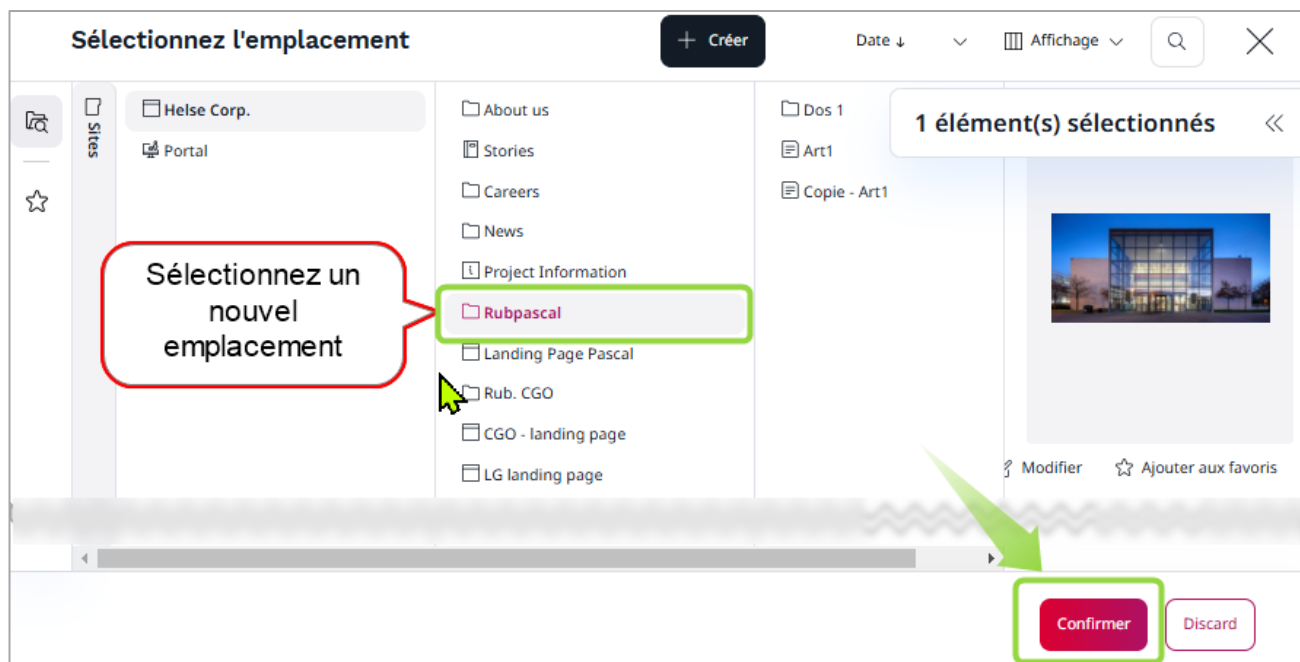 Sélectionnez l'emplacement
Créer
Date ↓
Affichage
Sites
Helse Corp.
Portal
About us
Stories
Careers
News
Project Information
Rubpascal
Landing Page Pascal
Rub. CGO
CGO - landing page
LG landing page
Dos 1
Art1
Copie - Art1
1 élément(s) sélectionnés
Sélectionnez un
nouvel
emplacement
Modifier
Ajouter aux favoris
Confirmer
Discard